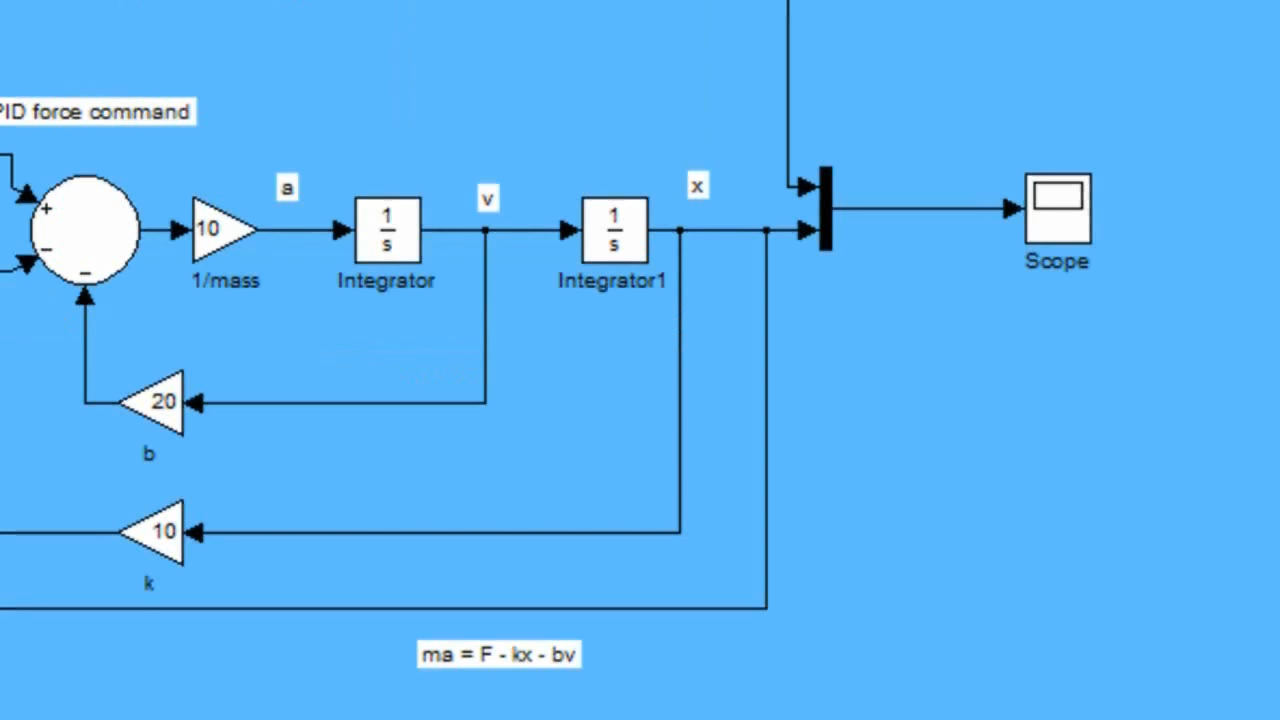 PID force command
a
v
x
+
−
−
10
1
s
1
s
1/mass
Integrator
Integrator1
Scope
20
b
10
k
ma = F - kx - bv